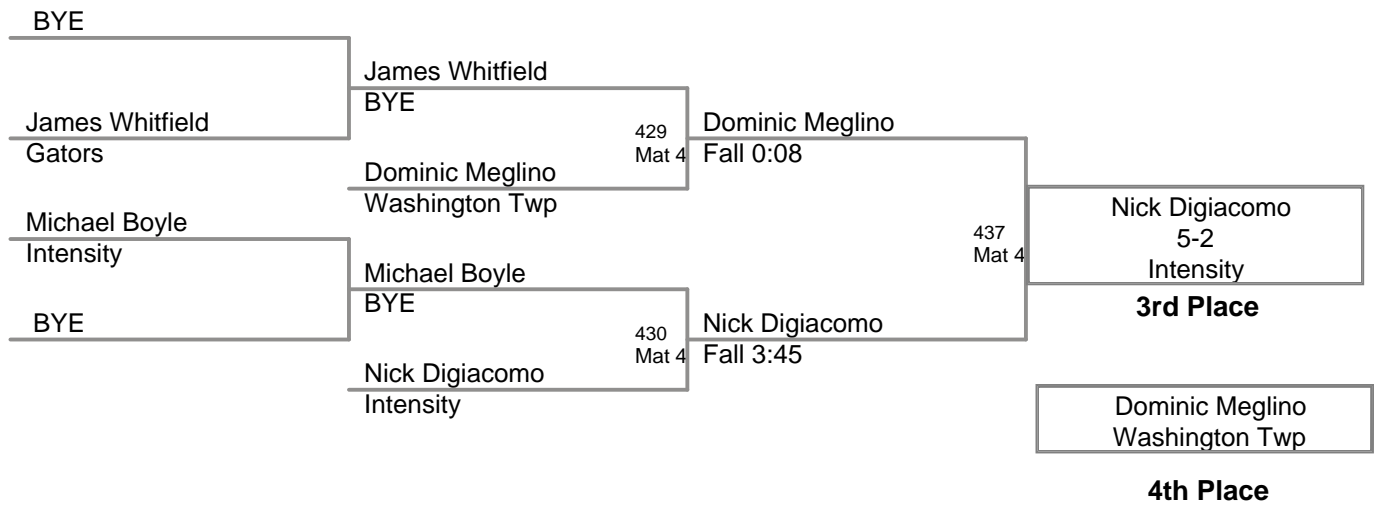 BYE
James Whitfield
BYE
James Whitfield
Gators
429
Mat 4
Dominic Meglino
Fall 0:08
Dominic Meglino
Washington Twp
Michael Boyle
Intensity
437
Mat 4
Nick Digiacomo
5-2
Intensity
3rd Place
Michael Boyle
BYE
BYE
430
Mat 4
Nick Digiacomo
Fall 3:45
Nick Digiacomo
Intensity
Dominic Meglino
Washington Twp
4th Place